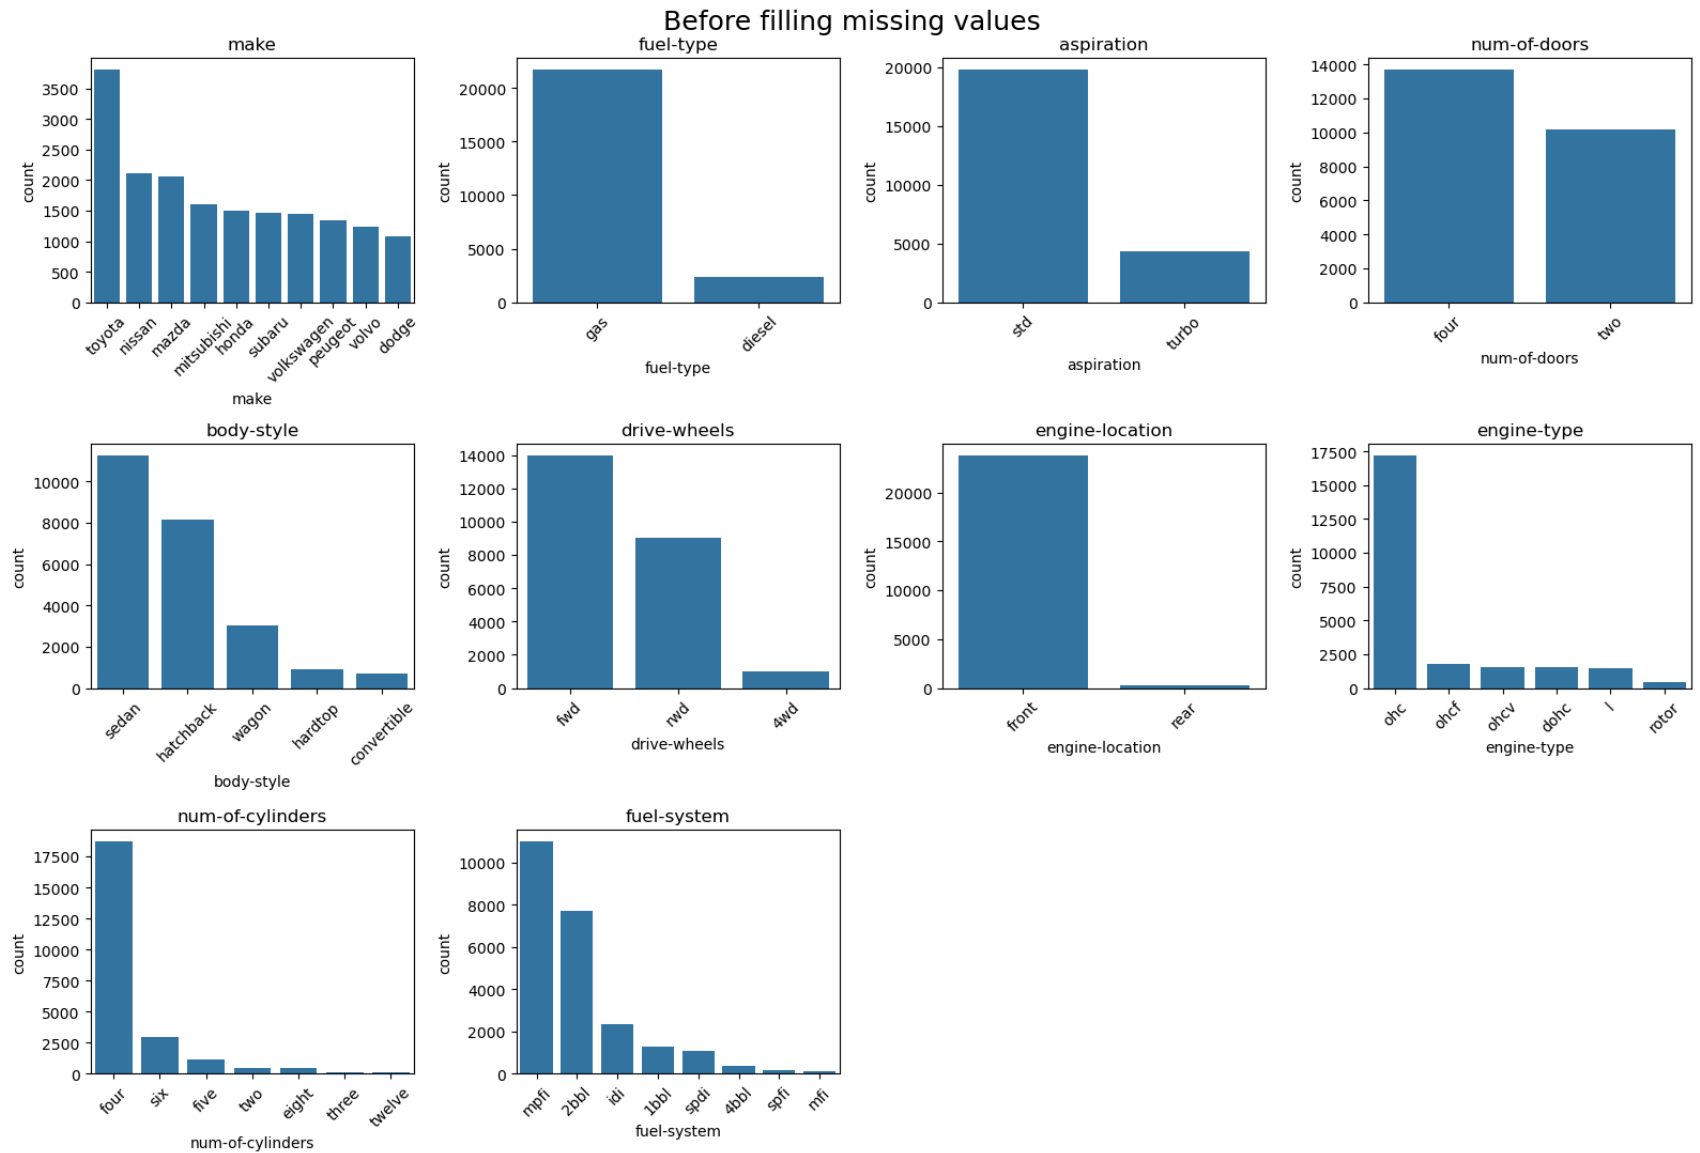 Before filling missing values
make
count
3500
3000
2500
2000
1500
1000
500
0
toyota
nissan
mazda
mitsubishi
honda
subaru
volkswagen
peugeot
volvo
dodge
make
fuel-type
count
20000
15000
10000
5000
0
gas
diesel
fuel-type
aspiration
count
20000
15000
10000
5000
0
std
turbo
aspiration
num-of-doors
count
14000
12000
10000
8000
6000
4000
2000
0
four
two
num-of-doors
body-style
count
10000
8000
6000
4000
2000
0
sedan
hatchback
wagon
hardtop
convertible
body-style
drive-wheels
count
14000
12000
10000
8000
6000
4000
2000
0
fwd
rwd
4wd
drive-wheels
engine-location
count
20000
15000
10000
5000
0
front
rear
engine-location
engine-type
count
17500
15000
12500
10000
7500
5000
2500
0
ohc
ohcf
ohcv
dohc
l
rotor
engine-type
num-of-cylinders
count
17500
15000
12500
10000
7500
5000
2500
0
four
six
five
two
eight
three
twelve
num-of-cylinders
fuel-system
count
10000
8000
6000
4000
2000
0
mpfi
2bbl
idi
1bbl
spdi
4bbl
spfi
mfi
fuel-system